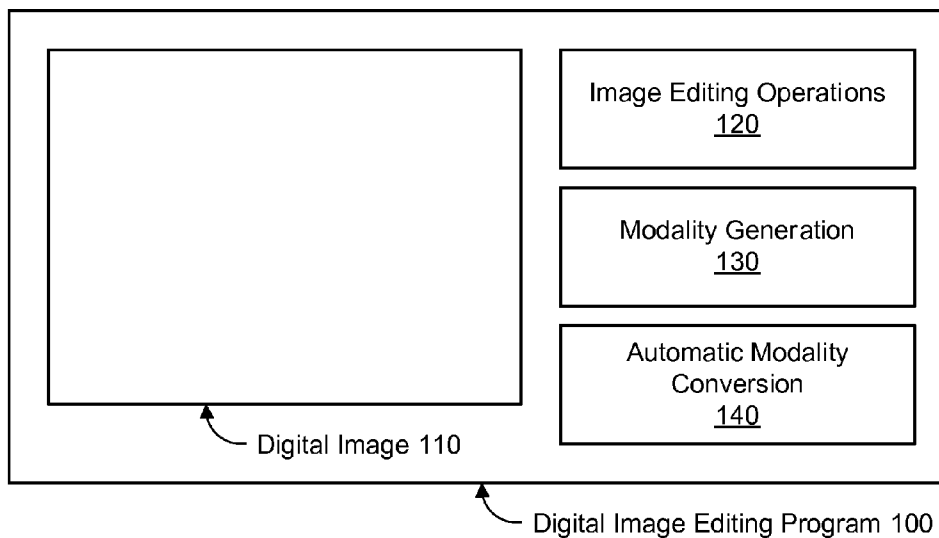 Image Editing Operations
120
Modality Generation
130
Automatic Modality
Conversion
140
Digital Image 110
Digital Image Editing Program 100